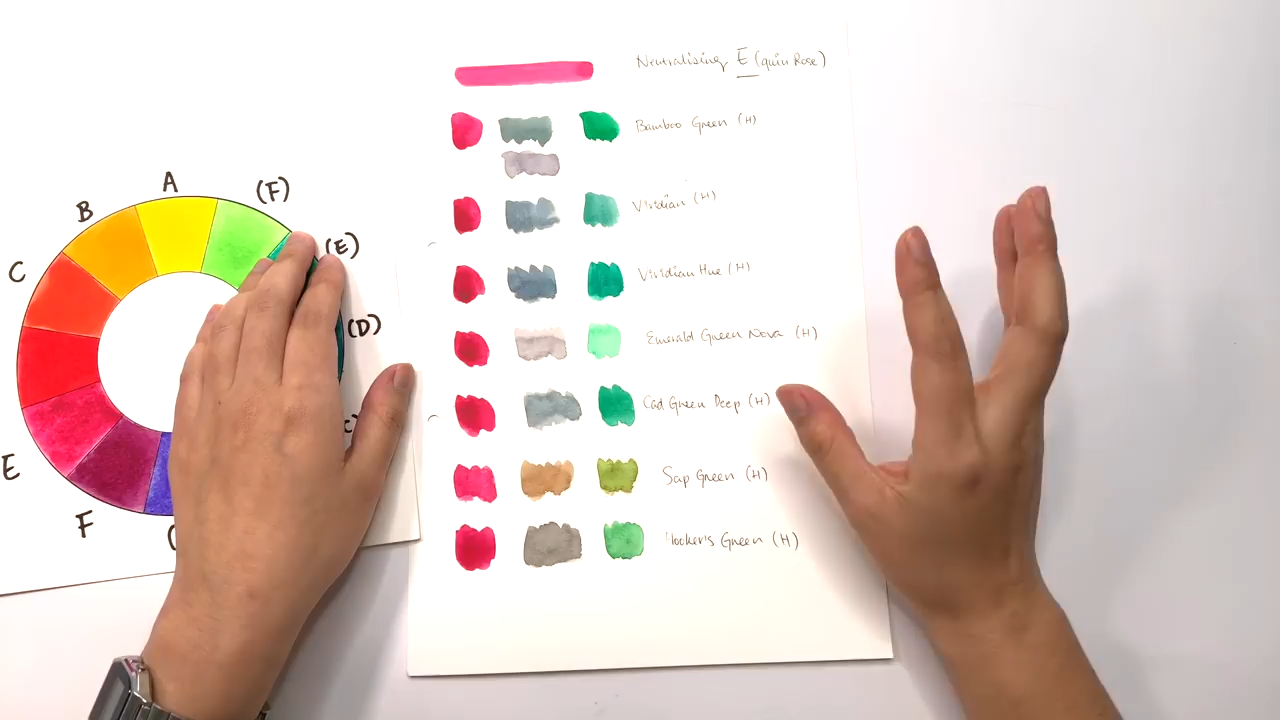 Neutralising E (quin Rose)
Bamboo Green (H)
Viridian (H)
Viridian Hue (H)
Emerald Green Nova (H)
Cad Green Deep (H)
Sap Green (H)
Hooker's Green (H)
A
(F)
B
(E)
C
(D)
E
F